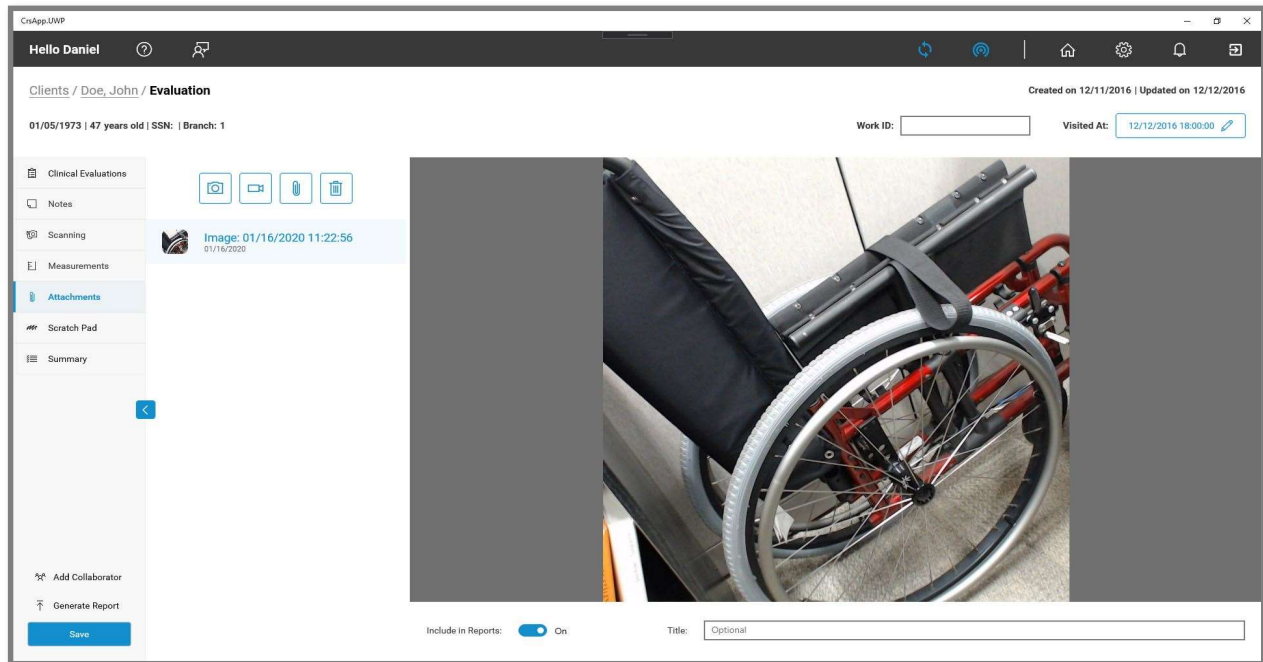 CrsApp.UWP
Hello Daniel
Clients / Doe, John / Evaluation
Created on 12/11/2016 | Updated on 12/12/2016
01/05/1973 | 47 years old | SSN: | Branch: 1
Work ID:
Visited At: 12/12/2016 18:00:00
Clinical Evaluations
Notes
Scanning
Measurements
Attachments
Scratch Pad
Summary
Image: 01/16/2020 11:22:56
01/16/2020
Add Collaborator
Generate Report
Save
Include in Reports: On
Title: Optional